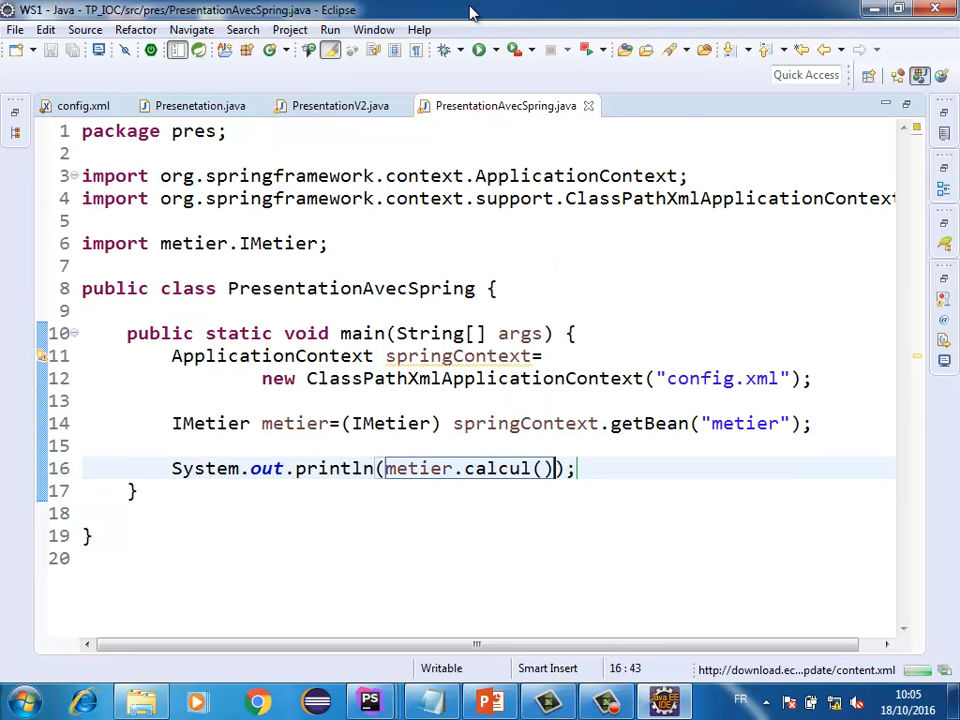 WS1 - Java - TP_IOC/src/pres/PresentationAvecSpring.java - Eclipse
File Edit Source Refactor Navigate Search Project Run Window Help
Quick Access
config.xml Presenetation.java PresentationV2.java PresentationAvecSpring.java
1 package pres;
2
3 import org.springframework.context.ApplicationContext;
4 import org.springframework.context.support.ClassPathXmlApplicationContext
5
6 import metier.IMetier;
7
8 public class PresentationAvecSpring {
9
10 public static void main(String[] args) {
11 ApplicationContext springContext=
12 new ClassPathXmlApplicationContext("config.xml");
13
14 IMetier metier=(IMetier) springContext.getBean("metier");
15
16 System.out.println(metier.calcul());
17 }
18
19 }
20
Writable Smart Insert 16 : 43 http://download.ec...pdate/content.xml
FR 10:05
18/10/2016